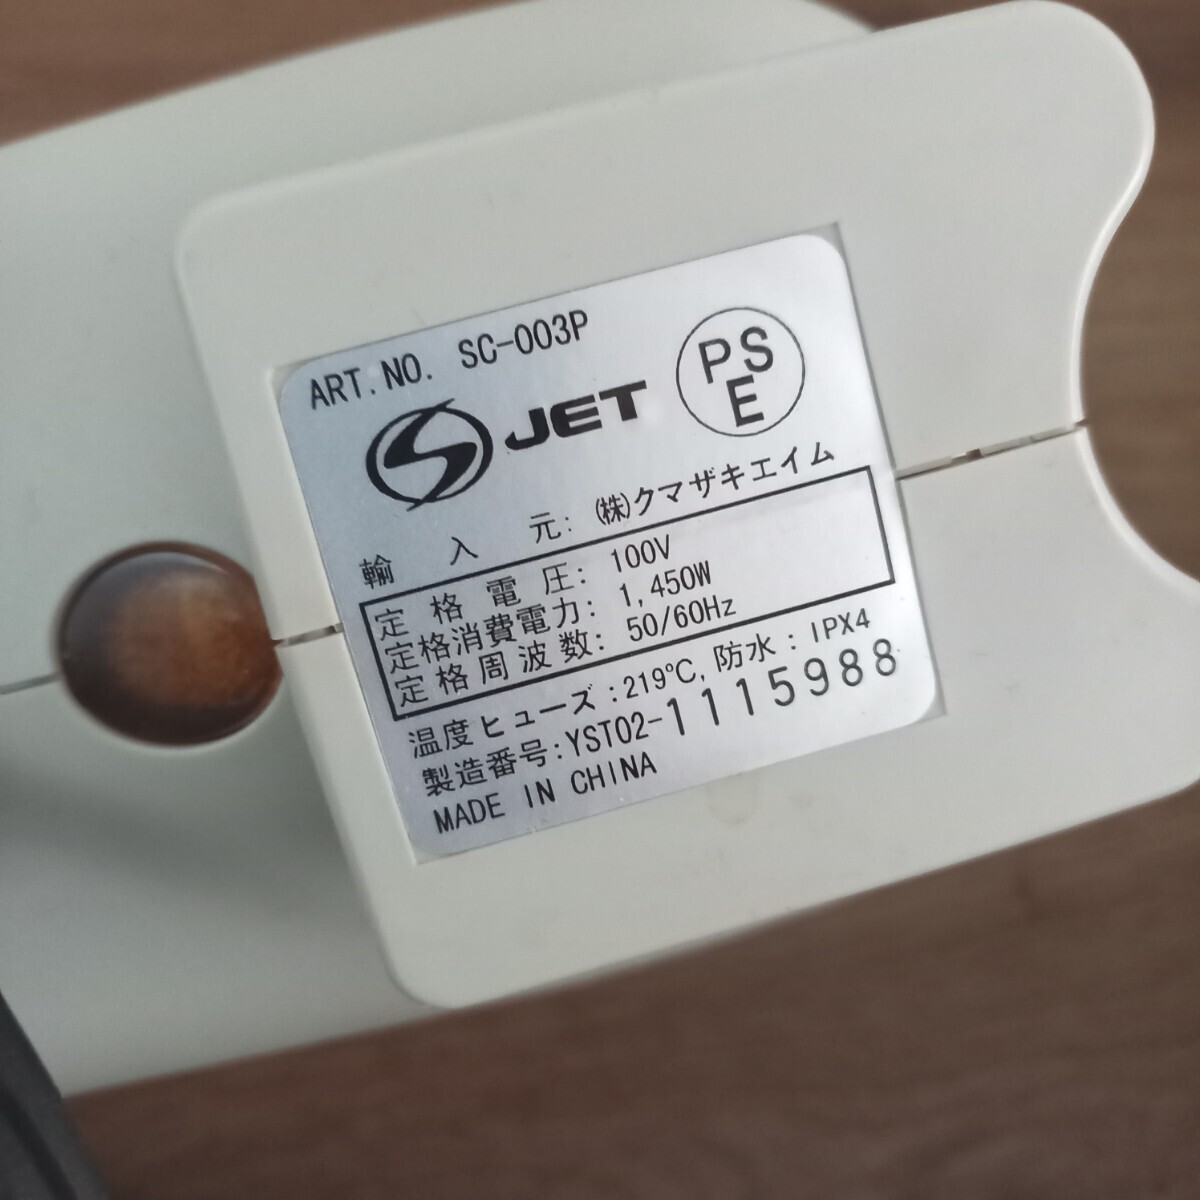 ART.NO. SC-003P
S JET PSE
輸入元:㈱クマザキエイム
定格電圧:100V
定格消費電力:1,450W
定格周波数:50/60Hz
温度ヒューズ:219℃,防水:IPX4
製造番号:YST02-1115988
MADE IN CHINA